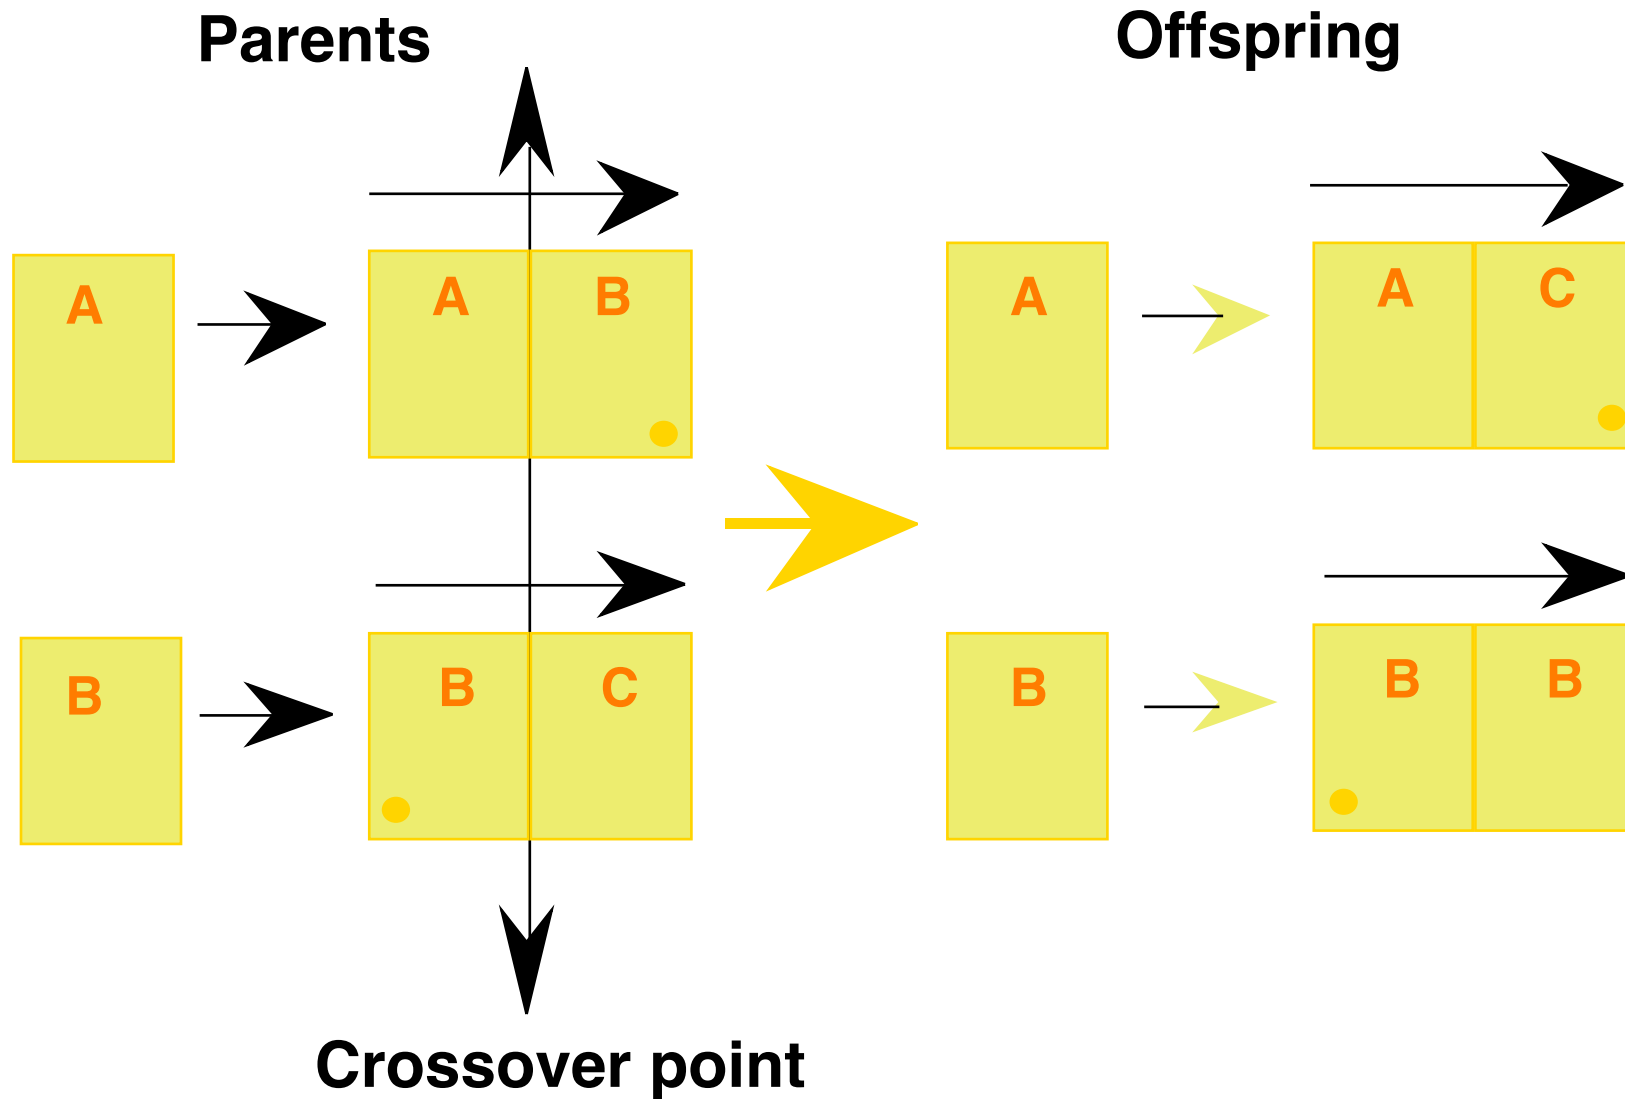 Parents
Offspring
A
A B
A
A C
B
B C
B
B B
Crossover point